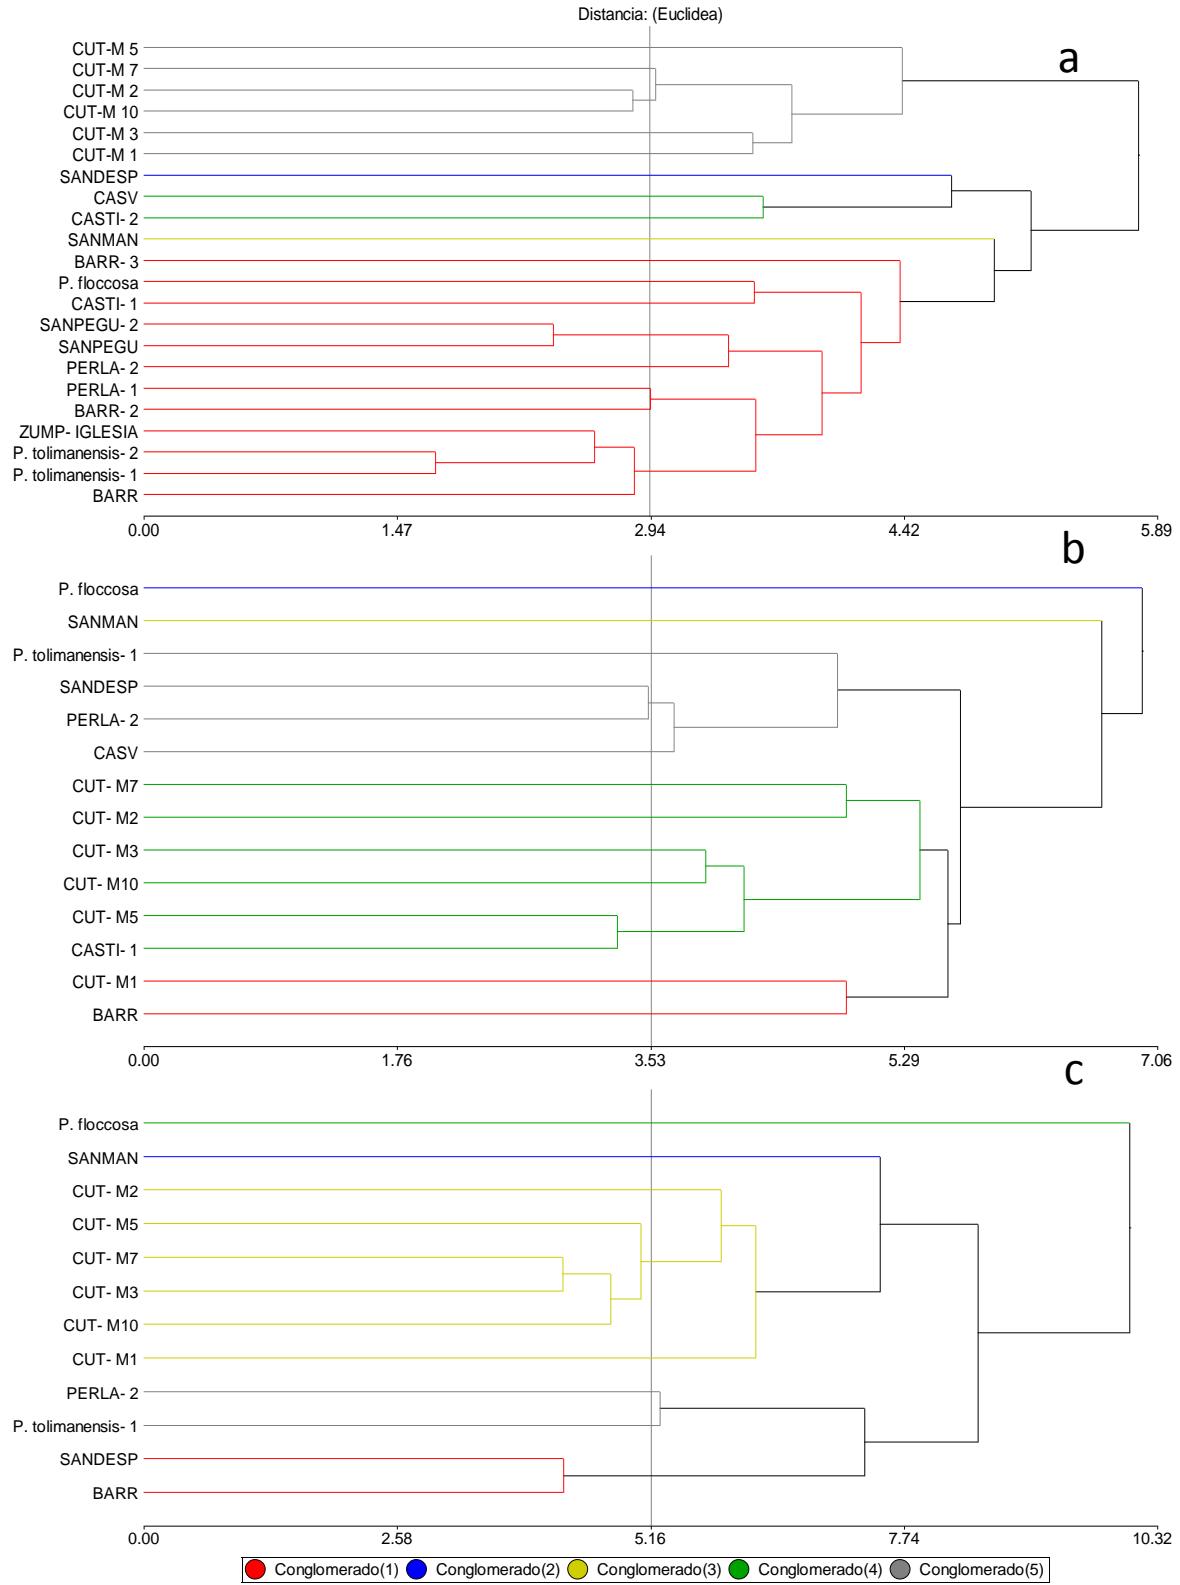 Distancia: (Euclidea)
a
CUT-M 5
CUT-M 7
CUT-M 2
CUT-M 10
CUT-M 3
CUT-M 1
SANDESP
CASV
CASTI- 2
SANMAN
BARR- 3
P. floccosa
CASTI- 1
SANPEGU- 2
SANPEGU
PERLA- 2
PERLA- 1
BARR- 2
ZUMP- IGLESIA
P. tolimanensis- 2
P. tolimanensis- 1
BARR
0.00 1.47 2.94 4.42 5.89
b
P. floccosa
SANMAN
P. tolimanensis- 1
SANDESP
PERLA- 2
CASV
CUT- M7
CUT- M2
CUT- M3
CUT- M10
CUT- M5
CASTI- 1
CUT- M1
BARR
0.00 1.76 3.53 5.29 7.06
c
P. floccosa
SANMAN
CUT- M2
CUT- M5
CUT- M7
CUT- M3
CUT- M10
CUT- M1
PERLA- 2
P. tolimanensis- 1
SANDESP
BARR
0.00 2.58 5.16 7.74 10.32
Conglomerado(1) Conglomerado(2) Conglomerado(3) Conglomerado(4) Conglomerado(5)